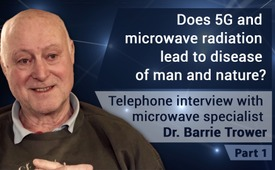 Does 5G and
microwave radiation
lead to disease
of man and nature?
Telephone interview with
microwave specialist
Dr. Barrie Trower
Part 1